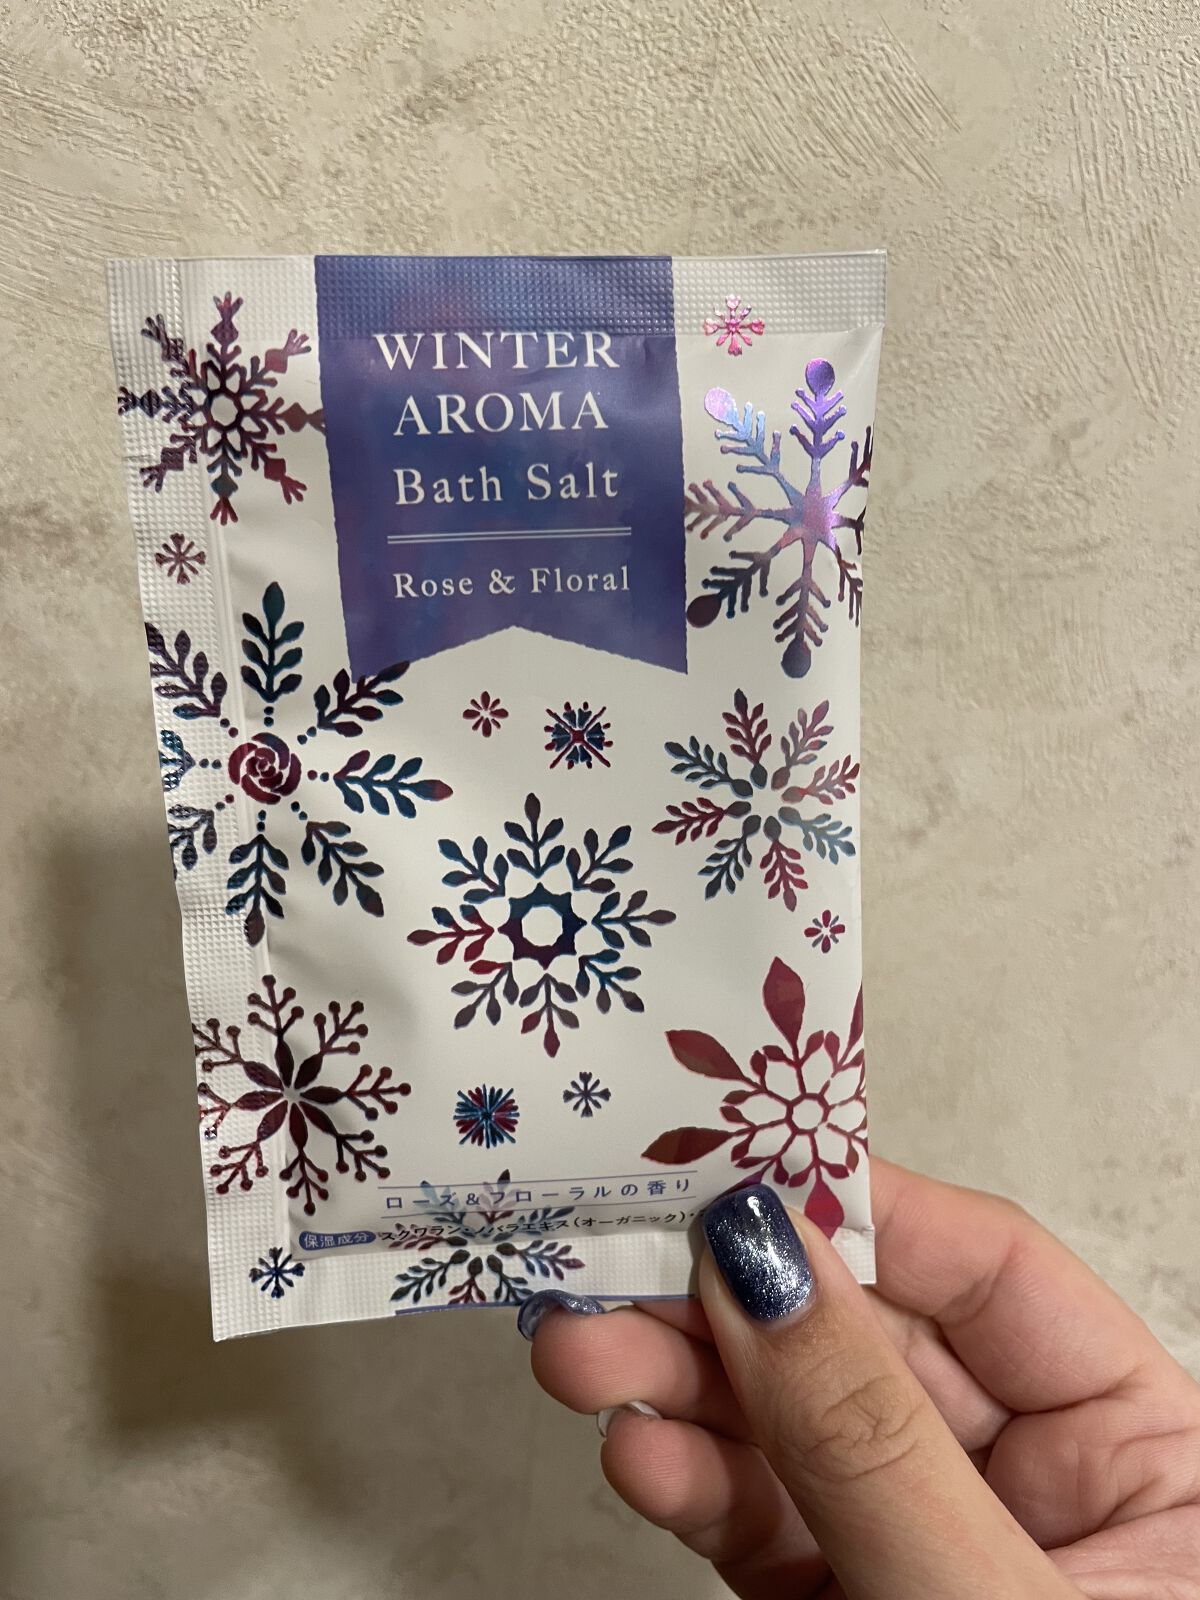 WINTER
AROMA
Bath Salt
Rose & Floral
ローズ&フローラルの香り
保湿成分 スクワラン・ノバラエキス(オーガニック)・